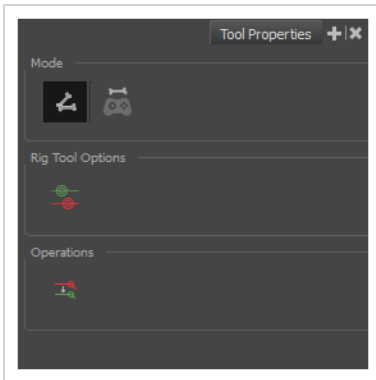 Tool Properties
Mode
Rig Tool Options
Operations